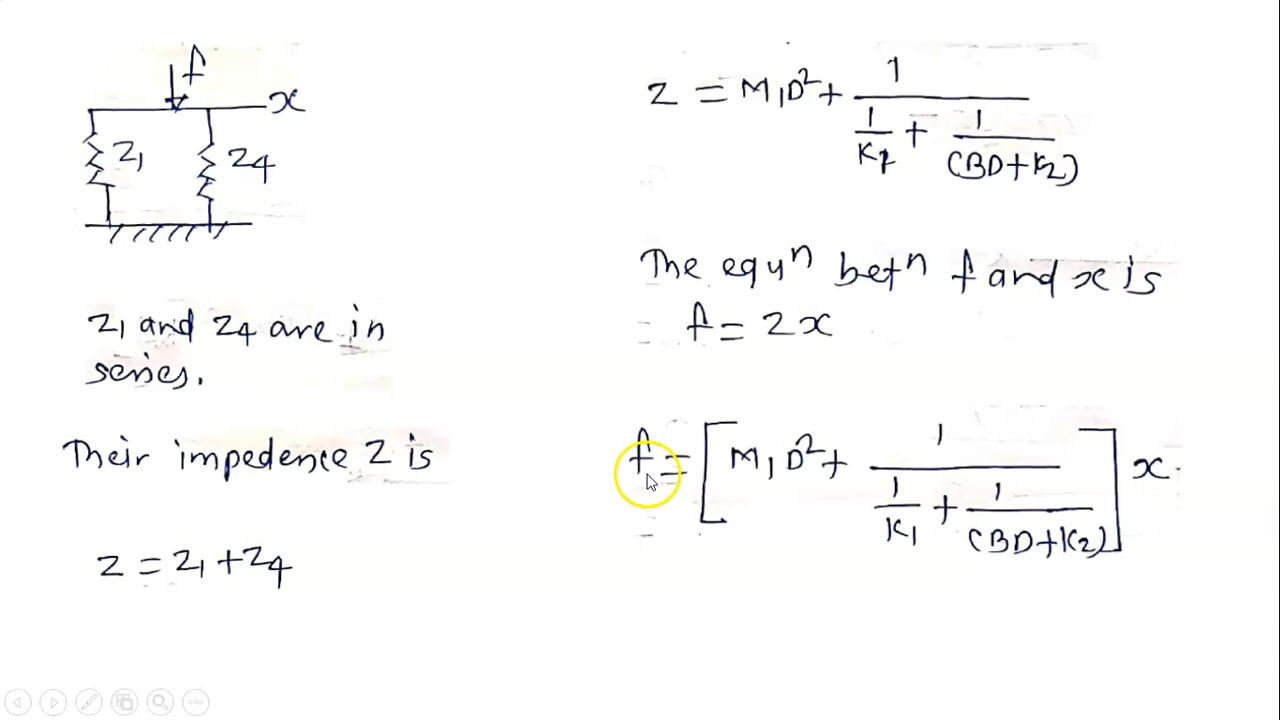 f
x
Z1 Z4
Z1 and Z4 are in
series.
Their impedence Z is
Z = Z1 + Z4
Z = M1D² + 1 / (1/K1 + 1/(BD+K2))
The equⁿ betⁿ f and x is
= f = Zx
f = [M1D² + 1 / (1/K1 + 1/(BD+K2))] x